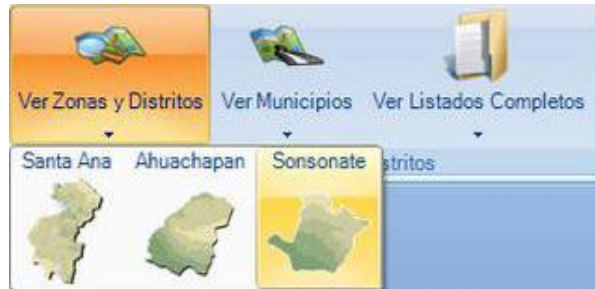 Ver Zonas y Distritos Ver Municipios Ver Listados Completos
Santa Ana Ahuachapan Sonsonate stritos